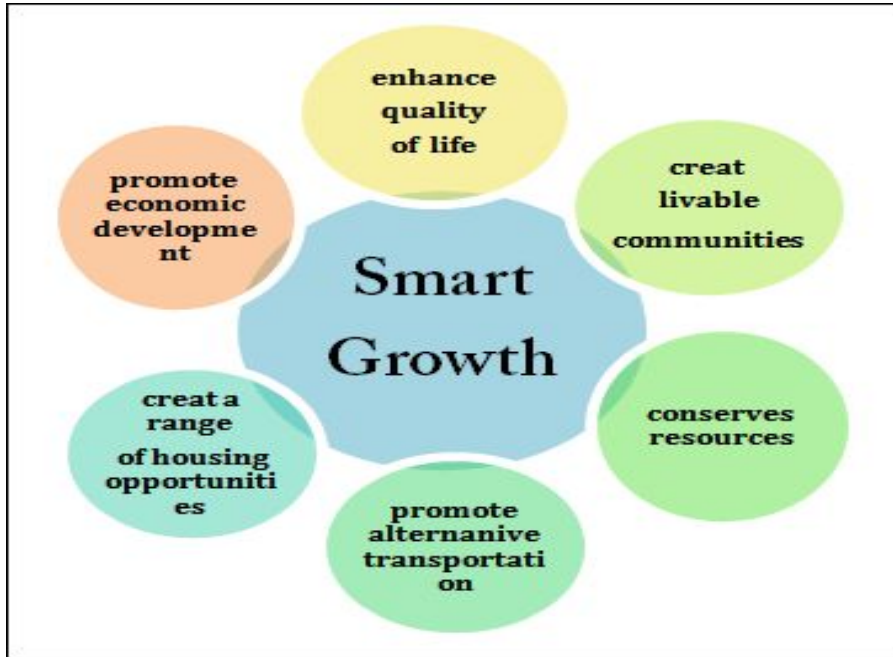 enhance
quality
of life
creat
livable
communities
conserves
resources
promote
alternanive
transportati
on
creat a
range
of housing
opportuniti
es
promote
economic
developme
nt
Smart
Growth